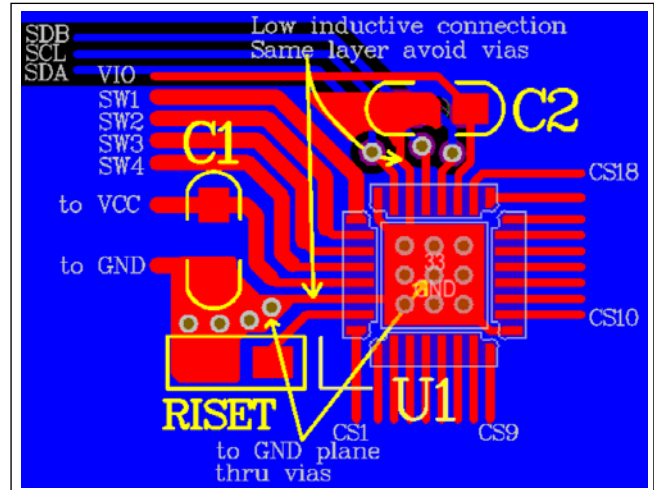 Low inductive connection
Same layer avoid vias
SDB
SCL
SDA
VIO
SW1
SW2
SW3
SW4
C1
C2
CS18
to VCC
to GND
33
GND
CS10
RISET
U1
CS1
CS9
to GND plane
thru vias